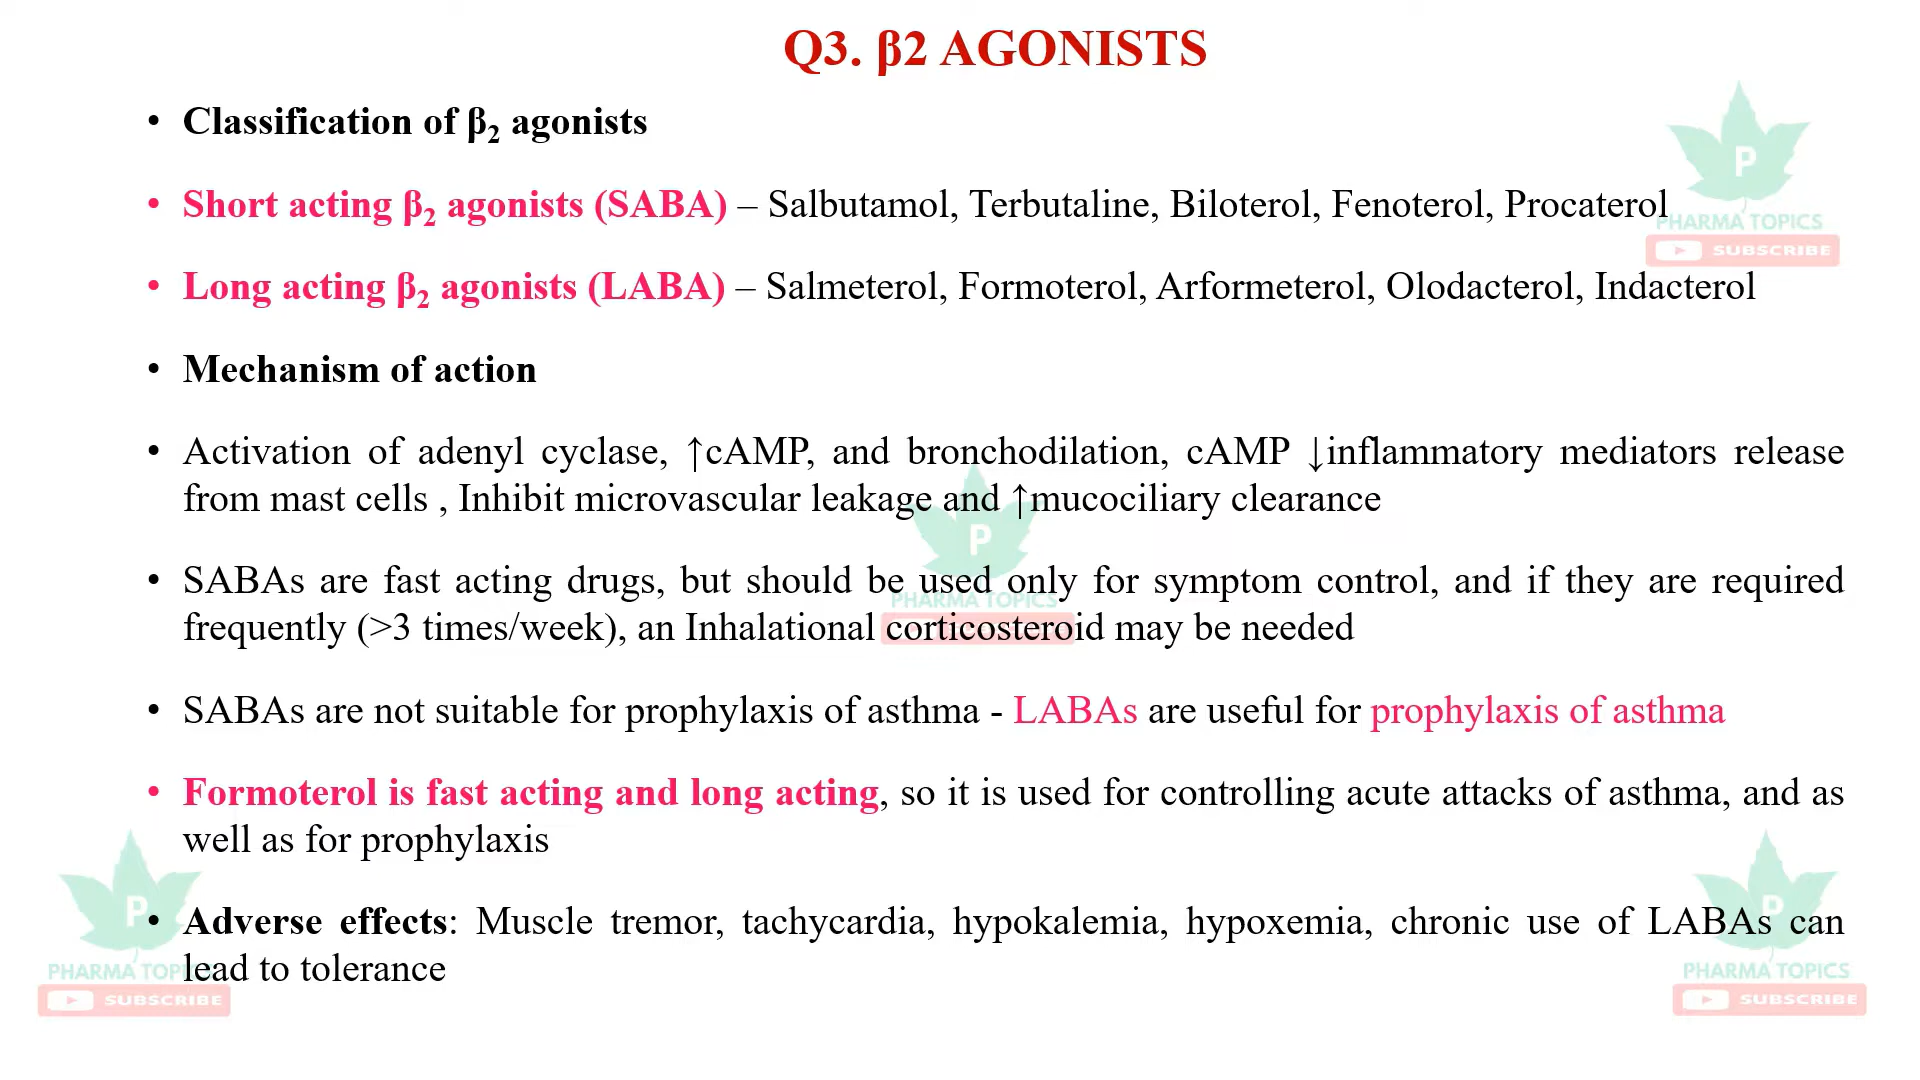 Q3. β2 AGONISTS
• Classification of β₂ agonists
• Short acting β₂ agonists (SABA) – Salbutamol, Terbutaline, Biloterol, Fenoterol, Procaterol
• Long acting β₂ agonists (LABA) – Salmeterol, Formoterol, Arformeterol, Olodacterol, Indacterol
• Mechanism of action
• Activation of adenyl cyclase, ↑cAMP, and bronchodilation, cAMP ↓inflammatory mediators release
from mast cells , Inhibit microvascular leakage and ↑mucociliary clearance
• SABAs are fast acting drugs, but should be used only for symptom control, and if they are required
frequently (>3 times/week), an Inhalational corticosteroid may be needed
• SABAs are not suitable for prophylaxis of asthma - LABAs are useful for prophylaxis of asthma
• Formoterol is fast acting and long acting, so it is used for controlling acute attacks of asthma, and as
well as for prophylaxis
• Adverse effects: Muscle tremor, tachycardia, hypokalemia, hypoxemia, chronic use of LABAs can
lead to tolerance
P
PHARMA TOPICS
SUBSCRIBE
P
PHARMA TOPICS
P
PHARMA TOPICS
SUBSCRIBE
P
PHARMA TOPICS
SUBSCRIBE